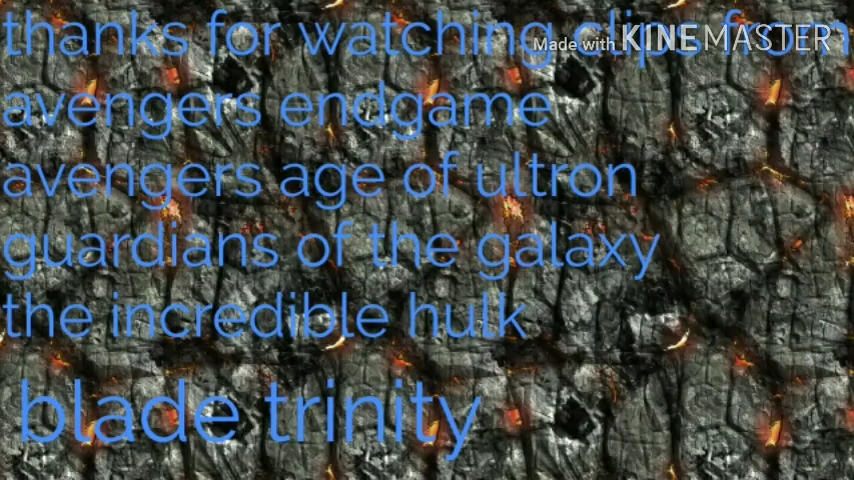 thanks for watching clips from
Made with KINEMASTER
avengers endgame
avengers age of ultron
guardians of the galaxy
the incredible hulk
blade trinity